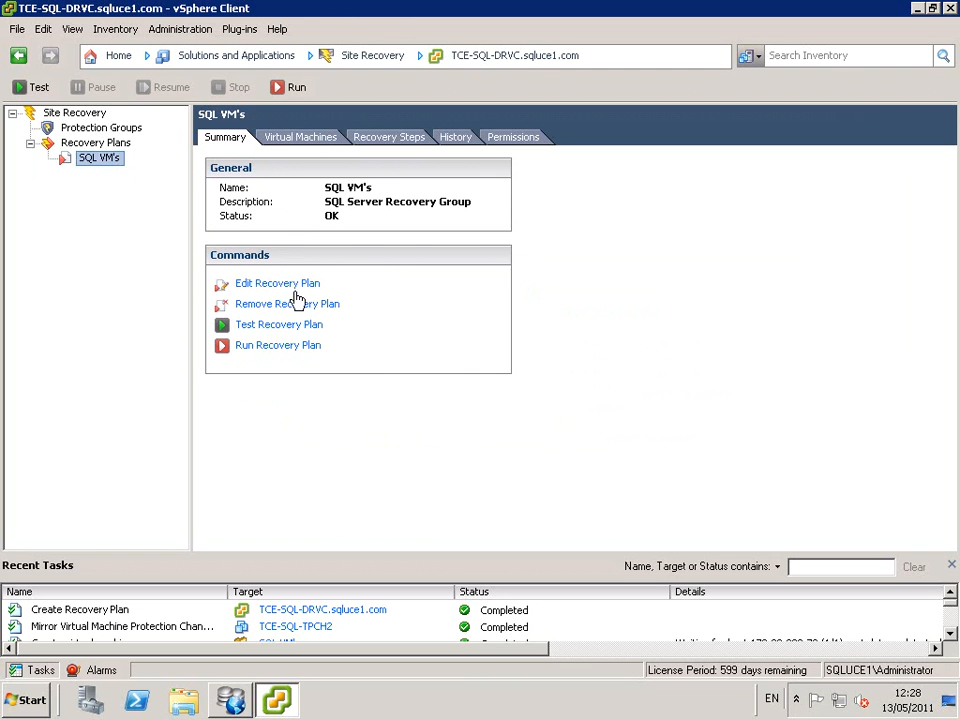 TCE-SQL-DRVC.sqluce1.com - vSphere Client
File Edit View Inventory Administration Plug-ins Help
Home Solutions and Applications Site Recovery TCE-SQL-DRVC.sqluce1.com Search Inventory
Test Pause Resume Stop Run
Site Recovery
Protection Groups
Recovery Plans
SQL VM's
SQL VM's
Summary Virtual Machines Recovery Steps History Permissions
General
Name: SQL VM's
Description: SQL Server Recovery Group
Status: OK
Commands
Edit Recovery Plan
Remove Recovery Plan
Test Recovery Plan
Run Recovery Plan
Recent Tasks Name, Target or Status contains: Clear
Name Target Status Details
Create Recovery Plan TCE-SQL-DRVC.sqluce1.com Completed
Mirror Virtual Machine Protection Chan... TCE-SQL-TPCH2 Completed
Tasks Alarms License Period: 599 days remaining SQLUCE1\Administrator
Start EN 12:28
13/05/2011